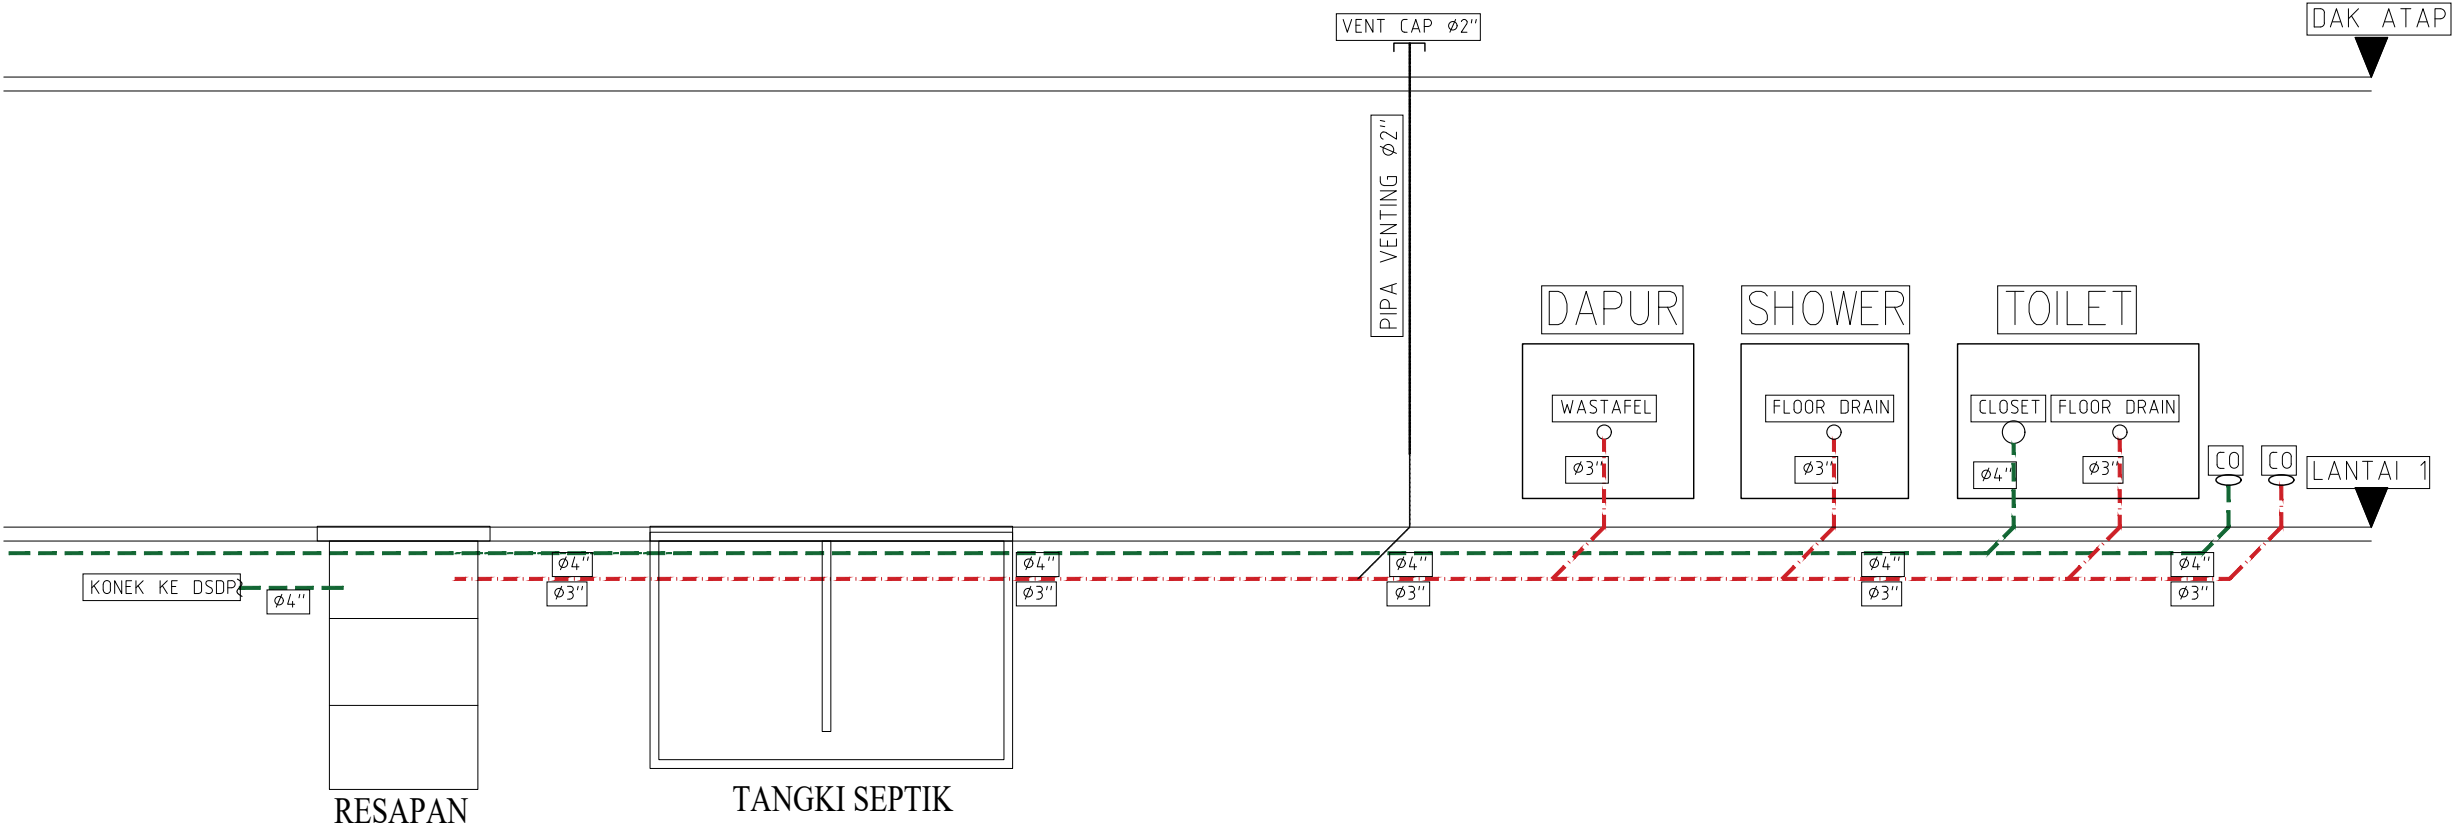 VENT CAP ø2"
DAK ATAP
PIPA VENTING ø2"
DAPUR
SHOWER
TOILET
WASTAFEL
FLOOR DRAIN
CLOSET
FLOOR DRAIN
ø3"
ø3"
ø4"
ø3"
CO
CO
LANTAI 1
ø4"
ø4"
ø4"
ø4"
ø4"
KONEK KE DSDP
ø4"
ø3"
ø3"
ø3"
ø3"
ø3"
TANGKI SEPTIK
RESAPAN